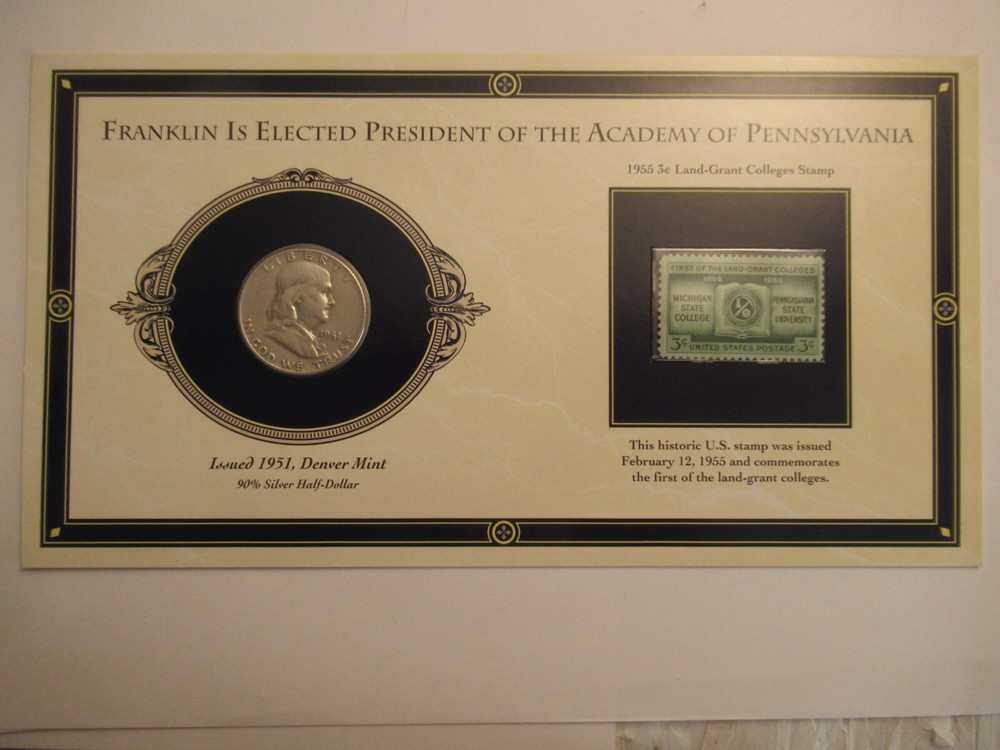 FRANKLIN IS ELECTED PRESIDENT OF THE ACADEMY OF PENNSYLVANIA
LIBERTY
1951
IN GOD WE TRUST
Issued 1951, Denver Mint
90% Silver Half-Dollar
1955 3¢ Land-Grant Colleges Stamp
FIRST OF THE LAND-GRANT COLLEGES
1855 1955
MICHIGAN
STATE
COLLEGE
PENNSYLVANIA
STATE
UNIVERSITY
3¢ UNITED STATES POSTAGE 3¢
This historic U.S. stamp was issued
February 12, 1955 and commemorates
the first of the land-grant colleges.